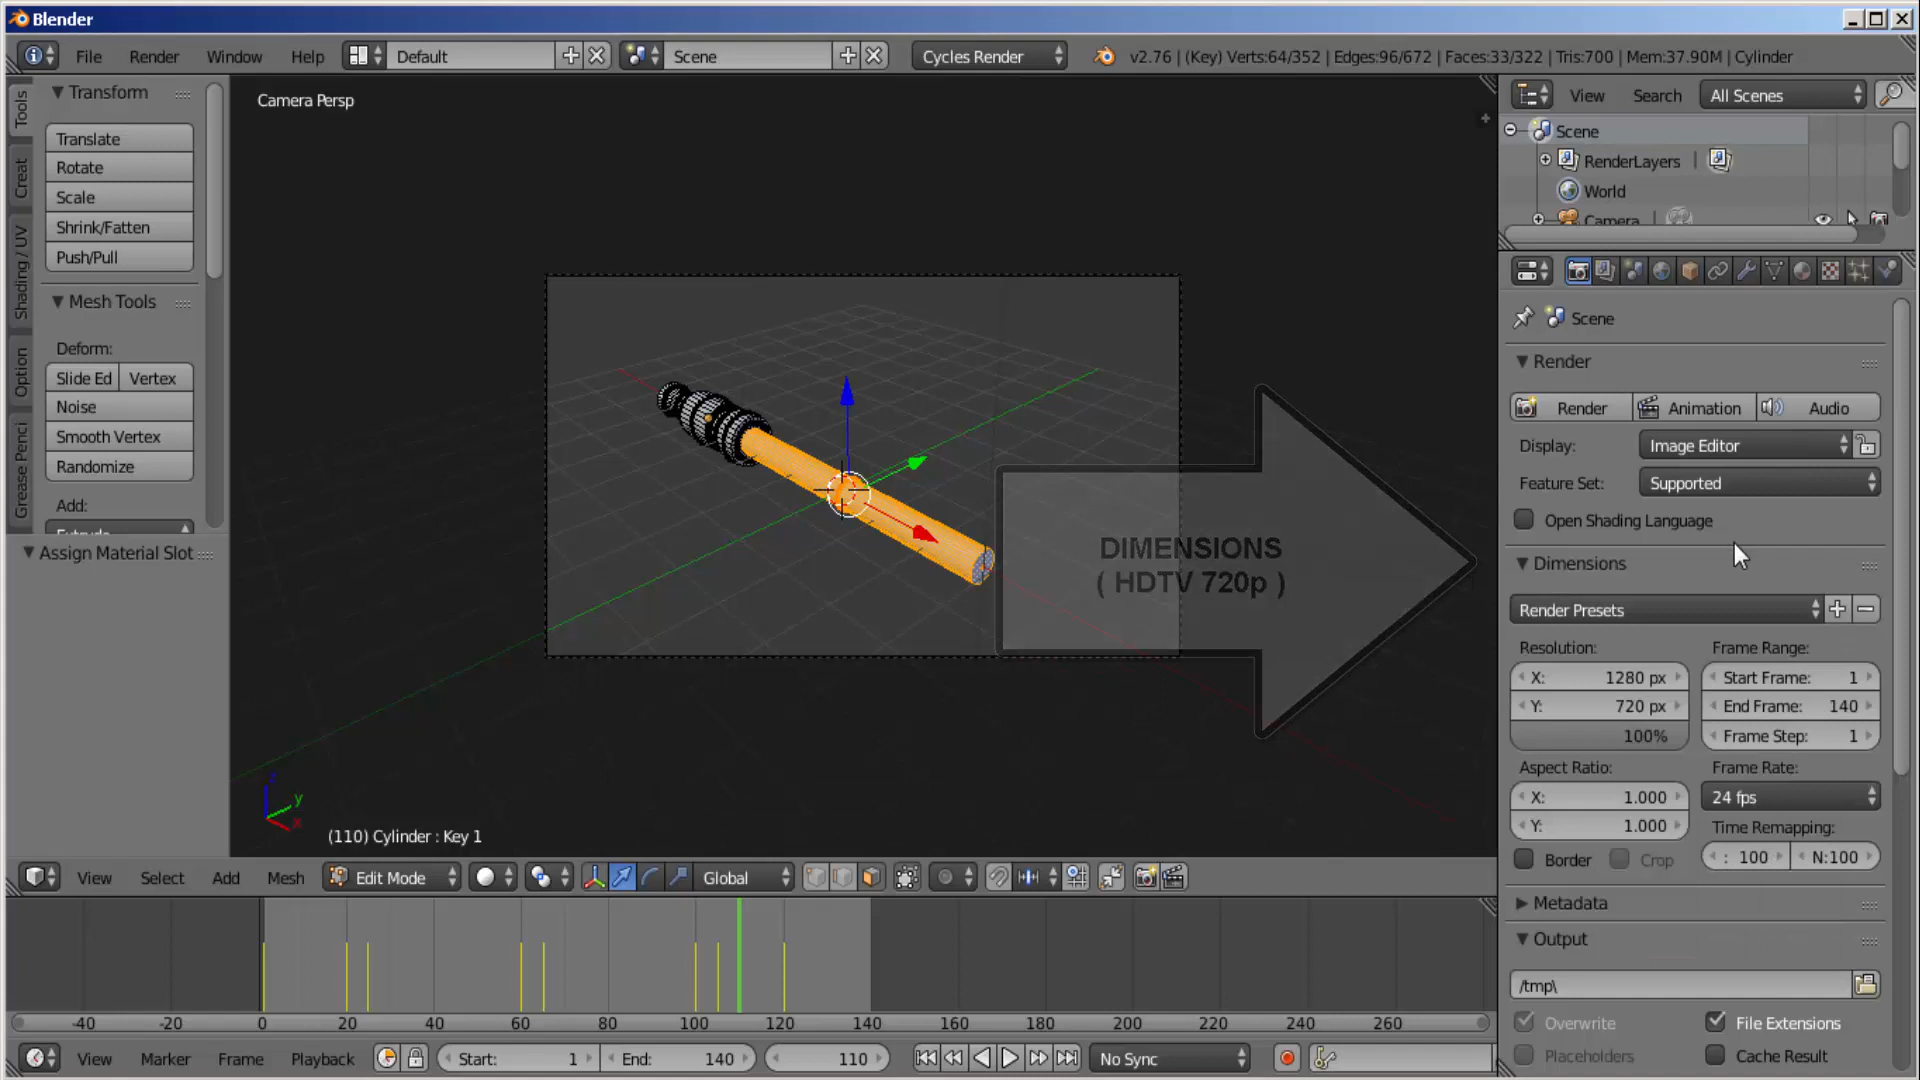 Blender
File Render Window Help Default Scene Cycles Render v2.76 | (Key) Verts:64/352 | Edges:96/672 | Faces:33/322 | Tris:700 | Mem:37.90M | Cylinder
Tools
Creat
Shading / UV
Option
Grease Penci
Transform
Translate
Rotate
Scale
Shrink/Fatten
Push/Pull
Mesh Tools
Deform:
Slide Ed Vertex
Noise
Smooth Vertex
Randomize
Add:
Extrude
Assign Material Slot
Camera Persp
DIMENSIONS
( HDTV 720p )
z
y
x
(110) Cylinder : Key 1
View Select Add Mesh Edit Mode Global
-40 -20 0 20 40 60 80 100 120 140 160 180 200 220 240 260
View Marker Frame Playback Start: 1 End: 140 110 No Sync
View Search All Scenes
Scene
RenderLayers |
World
Camera
Scene
Render
Render Animation Audio
Display: Image Editor
Feature Set: Supported
Open Shading Language
Dimensions
Render Presets
Resolution: Frame Range:
X: 1280 px Start Frame: 1
Y: 720 px End Frame: 140
100% Frame Step: 1
Aspect Ratio: Frame Rate:
X: 1.000 24 fps
Y: 1.000 Time Remapping:
Border Crop : 100 N:100
Metadata
Output
/tmp\
Overwrite File Extensions
Placeholders Cache Result